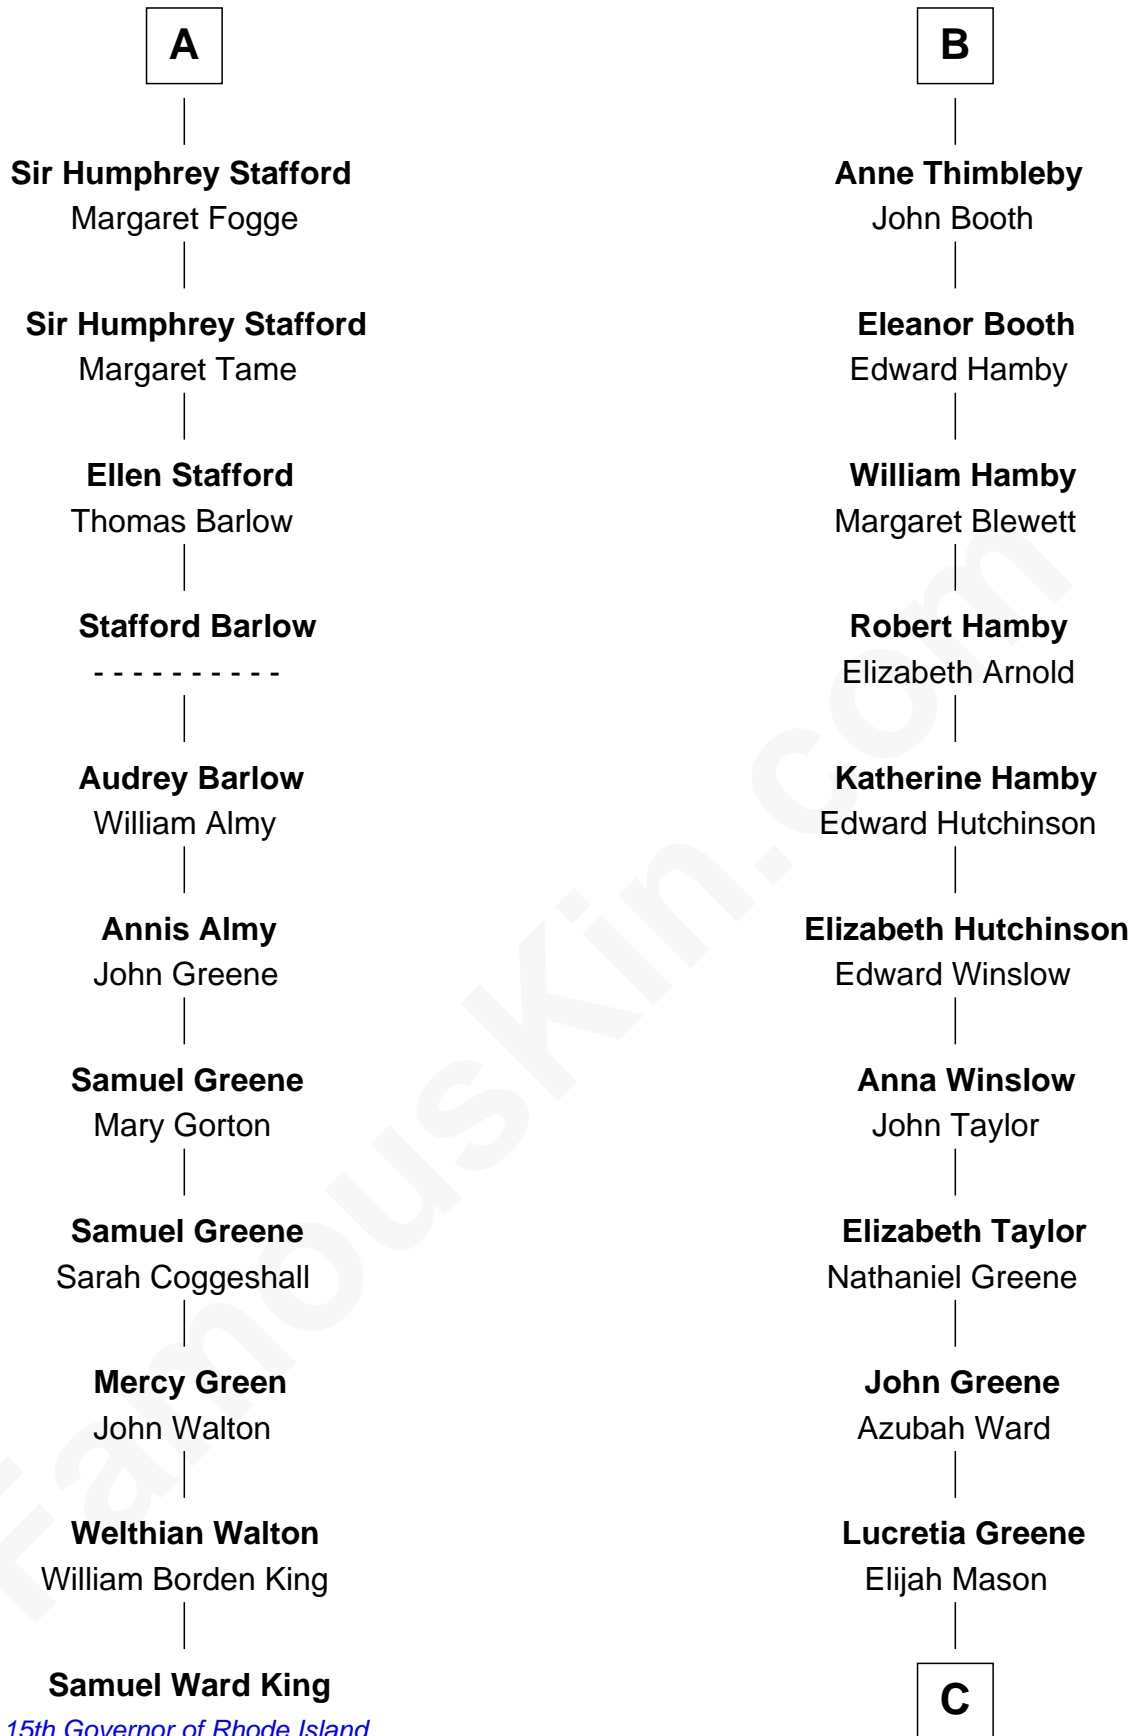 A
Sir Humphrey Stafford
Margaret Fogge
Sir Humphrey Stafford
Margaret Tame
Ellen Stafford
Thomas Barlow
Stafford Barlow
- - - - - - - - - -
Audrey Barlow
William Almy
Annis Almy
John Greene
Samuel Greene
Mary Gorton
Samuel Greene
Sarah Coggeshall
Mercy Green
John Walton
Welthian Walton
William Borden King
Samuel Ward King
15th Governor of Rhode Island
B
Anne Thimbleby
John Booth
Eleanor Booth
Edward Hamby
William Hamby
Margaret Blewett
Robert Hamby
Elizabeth Arnold
Katherine Hamby
Edward Hutchinson
Elizabeth Hutchinson
Edward Winslow
Anna Winslow
John Taylor
Elizabeth Taylor
Nathaniel Greene
John Greene
Azubah Ward
Lucretia Greene
Elijah Mason
C
FamousKin.com